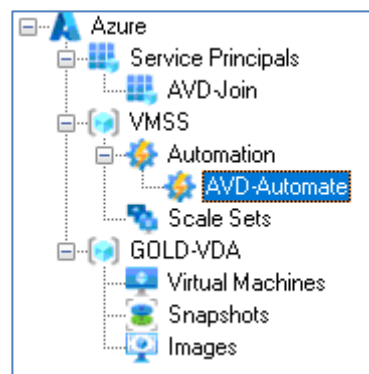 Azure
Service Principals
AVD-Join
VMSS
Automation
AVD-Automate
Scale Sets
GOLD-VDA
Virtual Machines
Snapshots
Images